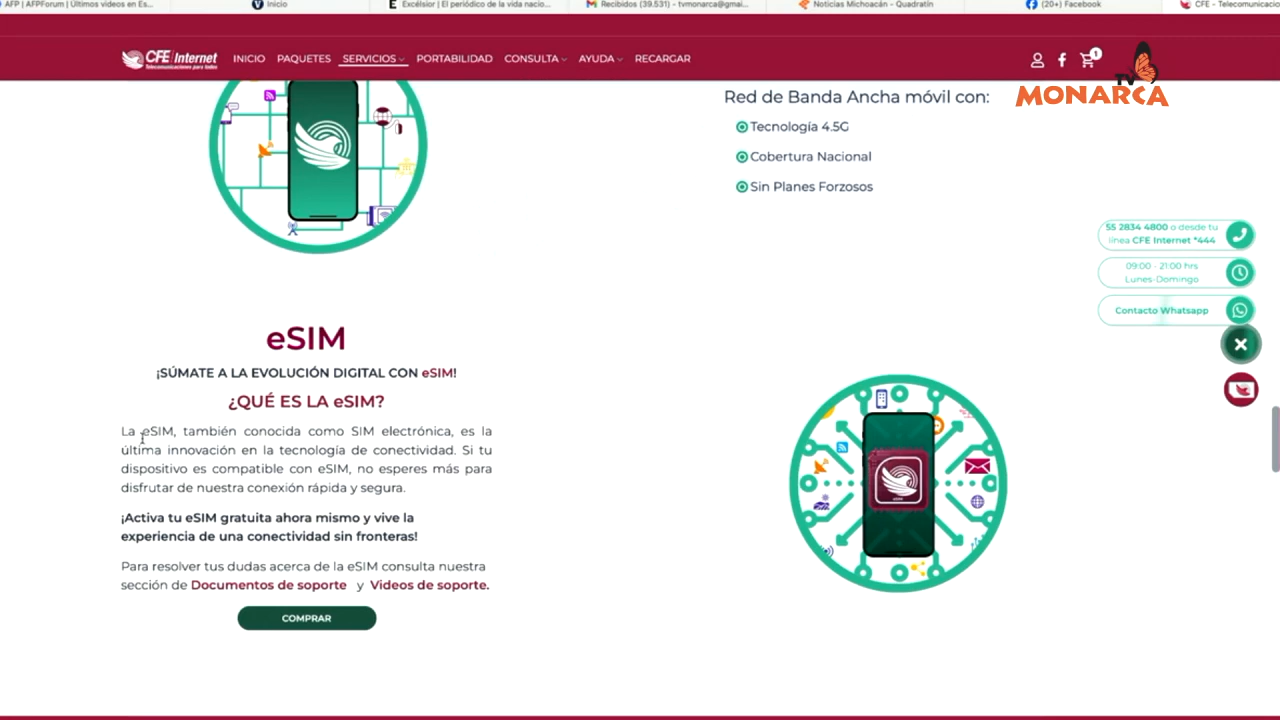 AFP | AFPForum | Últimos videos en Es...
Inicio
Excélsior | El periódico de la vida nacio...
Recibidos (39.531) - tvmonarca@gmai...
Noticias Michoacán - Quadratín
(20+) Facebook
CFE - Telecomunicacio
CFE Internet
Telecomunicaciones para todos
INICIO
PAQUETES
SERVICIOS
PORTABILIDAD
CONSULTA
AYUDA
RECARGAR
1
TV
MONARCA
Red de Banda Ancha móvil con:
Tecnología 4.5G
Cobertura Nacional
Sin Planes Forzosos
55 2834 4800 o desde tu
línea CFE Internet *444
09:00 - 21:00 hrs
Lunes-Domingo
Contacto Whatsapp
eSIM
¡SÚMATE A LA EVOLUCIÓN DIGITAL CON eSIM!
¿QUÉ ES LA eSIM?
La eSIM, también conocida como SIM electrónica, es la
última innovación en la tecnología de conectividad. Si tu
dispositivo es compatible con eSIM, no esperes más para
disfrutar de nuestra conexión rápida y segura.
¡Activa tu eSIM gratuita ahora mismo y vive la
experiencia de una conectividad sin fronteras!
Para resolver tus dudas acerca de la eSIM consulta nuestra
sección de Documentos de soporte y Videos de soporte.
COMPRAR
eSIM